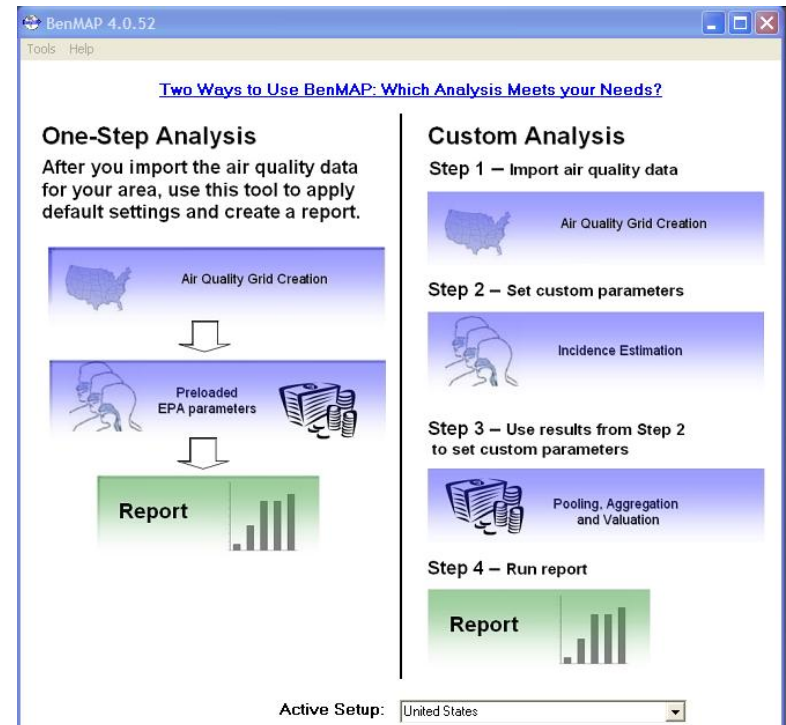 BenMAP 4.0.52
Tools Help
Two Ways to Use BenMAP: Which Analysis Meets your Needs?
One-Step Analysis
After you import the air quality data
for your area, use this tool to apply
default settings and create a report.
Air Quality Grid Creation
Preloaded
EPA parameters
Report
Custom Analysis
Step 1 – Import air quality data
Air Quality Grid Creation
Step 2 – Set custom parameters
Incidence Estimation
Step 3 – Use results from Step 2
to set custom parameters
Pooling, Aggregation
and Valuation
Step 4 – Run report
Report
Active Setup: United States